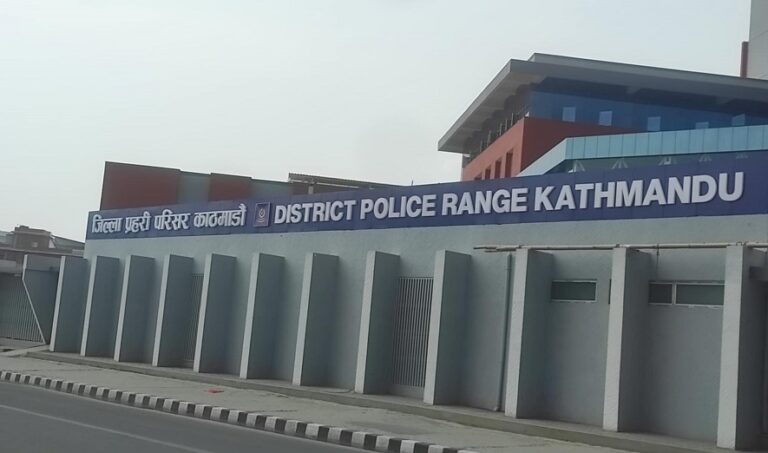 जिल्ला प्रहरी परिसर काठमाडौं DISTRICT POLICE RANGE KATHMANDU